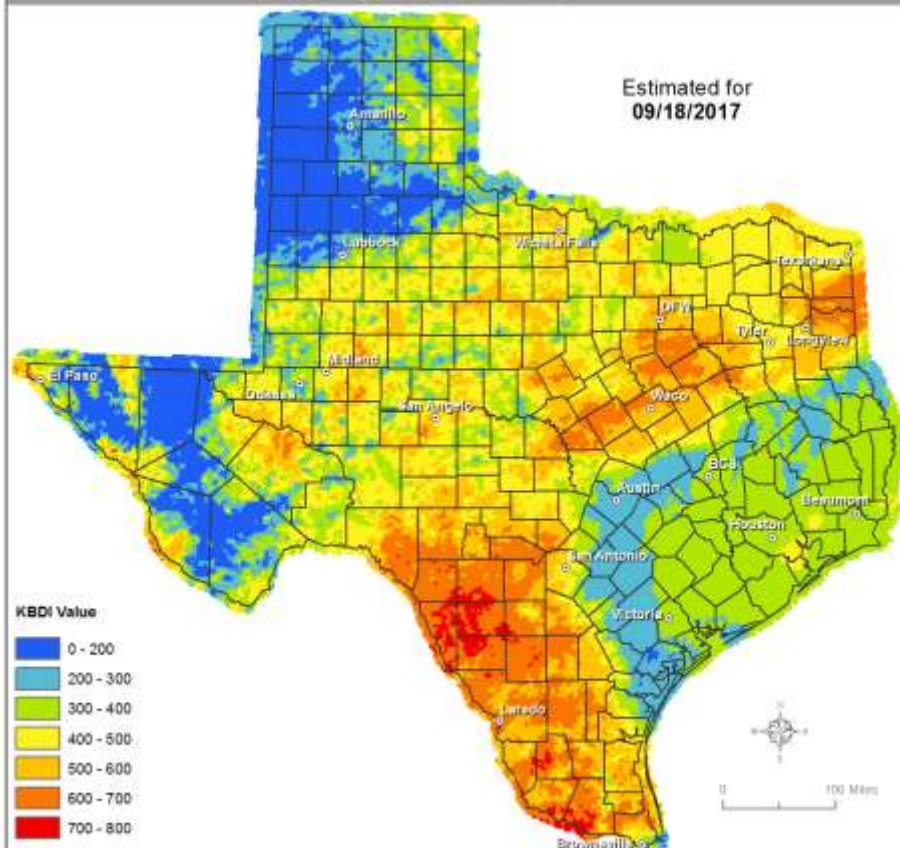 Estimated for
09/18/2017
Amarillo
Lubbock
Wichita Falls
Texarkana
DFW
Tyler
Longview
El Paso
Midland
Odessa
San Angelo
Waco
BCS
Austin
Beaumont
Houston
San Antonio
Victoria
Laredo
Brownsville
KBDI Value
0 - 200
200 - 300
300 - 400
400 - 500
500 - 600
600 - 700
700 - 800
N
W
E
S
0
100 Miles